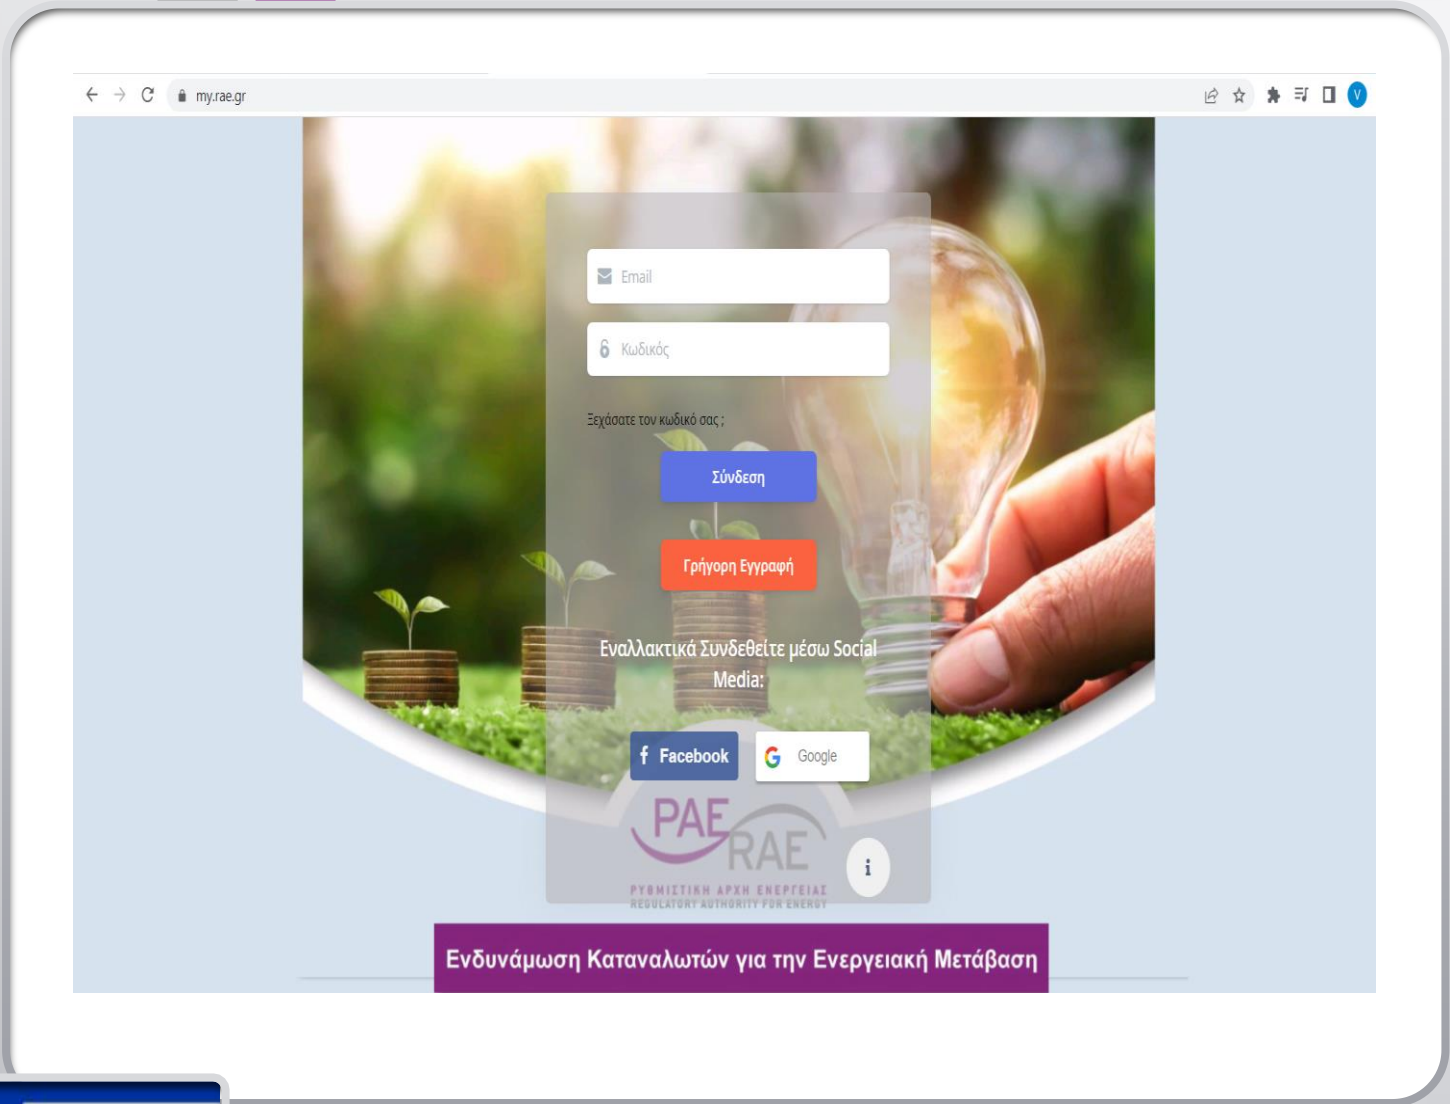 my.rae.gr
V
Email
Κωδικός
Ξεχάσατε τον κωδικό σας ;
Σύνδεση
Γρήγορη Εγγραφή
Εναλλακτικά Συνδεθείτε μέσω Social
Media:
f Facebook
G Google
ΡΑΕ
RAE
i
ΡΥΘΜΙΣΤΙΚΗ ΑΡΧΗ ΕΝΕΡΓΕΙΑΣ
REGULATORY AUTHORITY FOR ENERGY
Ενδυνάμωση Καταναλωτών για την Ενεργειακή Μετάβαση